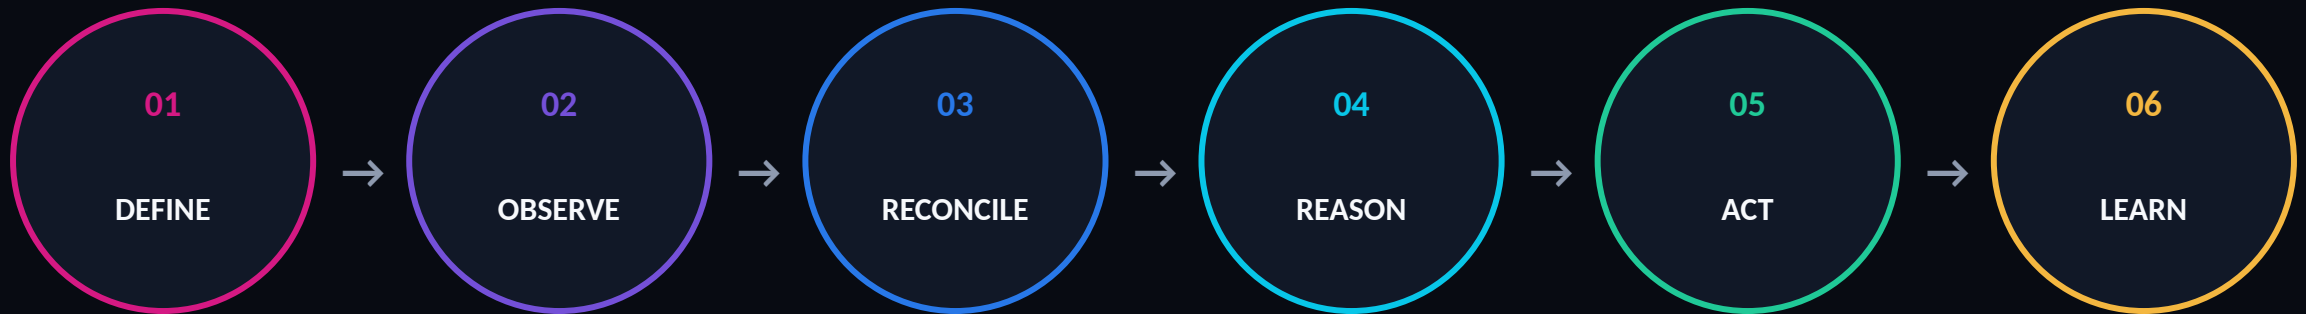 01
DEFINE
→
02
OBSERVE
→
03
RECONCILE
→
04
REASON
→
05
ACT
→
06
LEARN